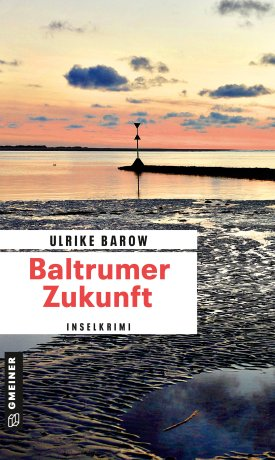 ULRIKE BAROW
Baltrumer
Zukunft
INSELKRIMI
GMEINER